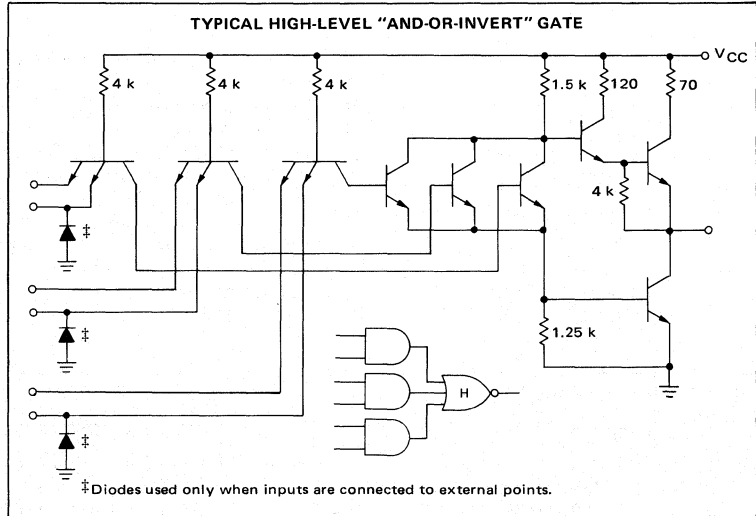 TYPICAL HIGH-LEVEL “AND-OR-INVERT” GATE
VCC
4 k
4 k
4 k
1.5 k
120
70
4 k
‡
‡
1.25 k
H
‡
‡Diodes used only when inputs are connected to external points.